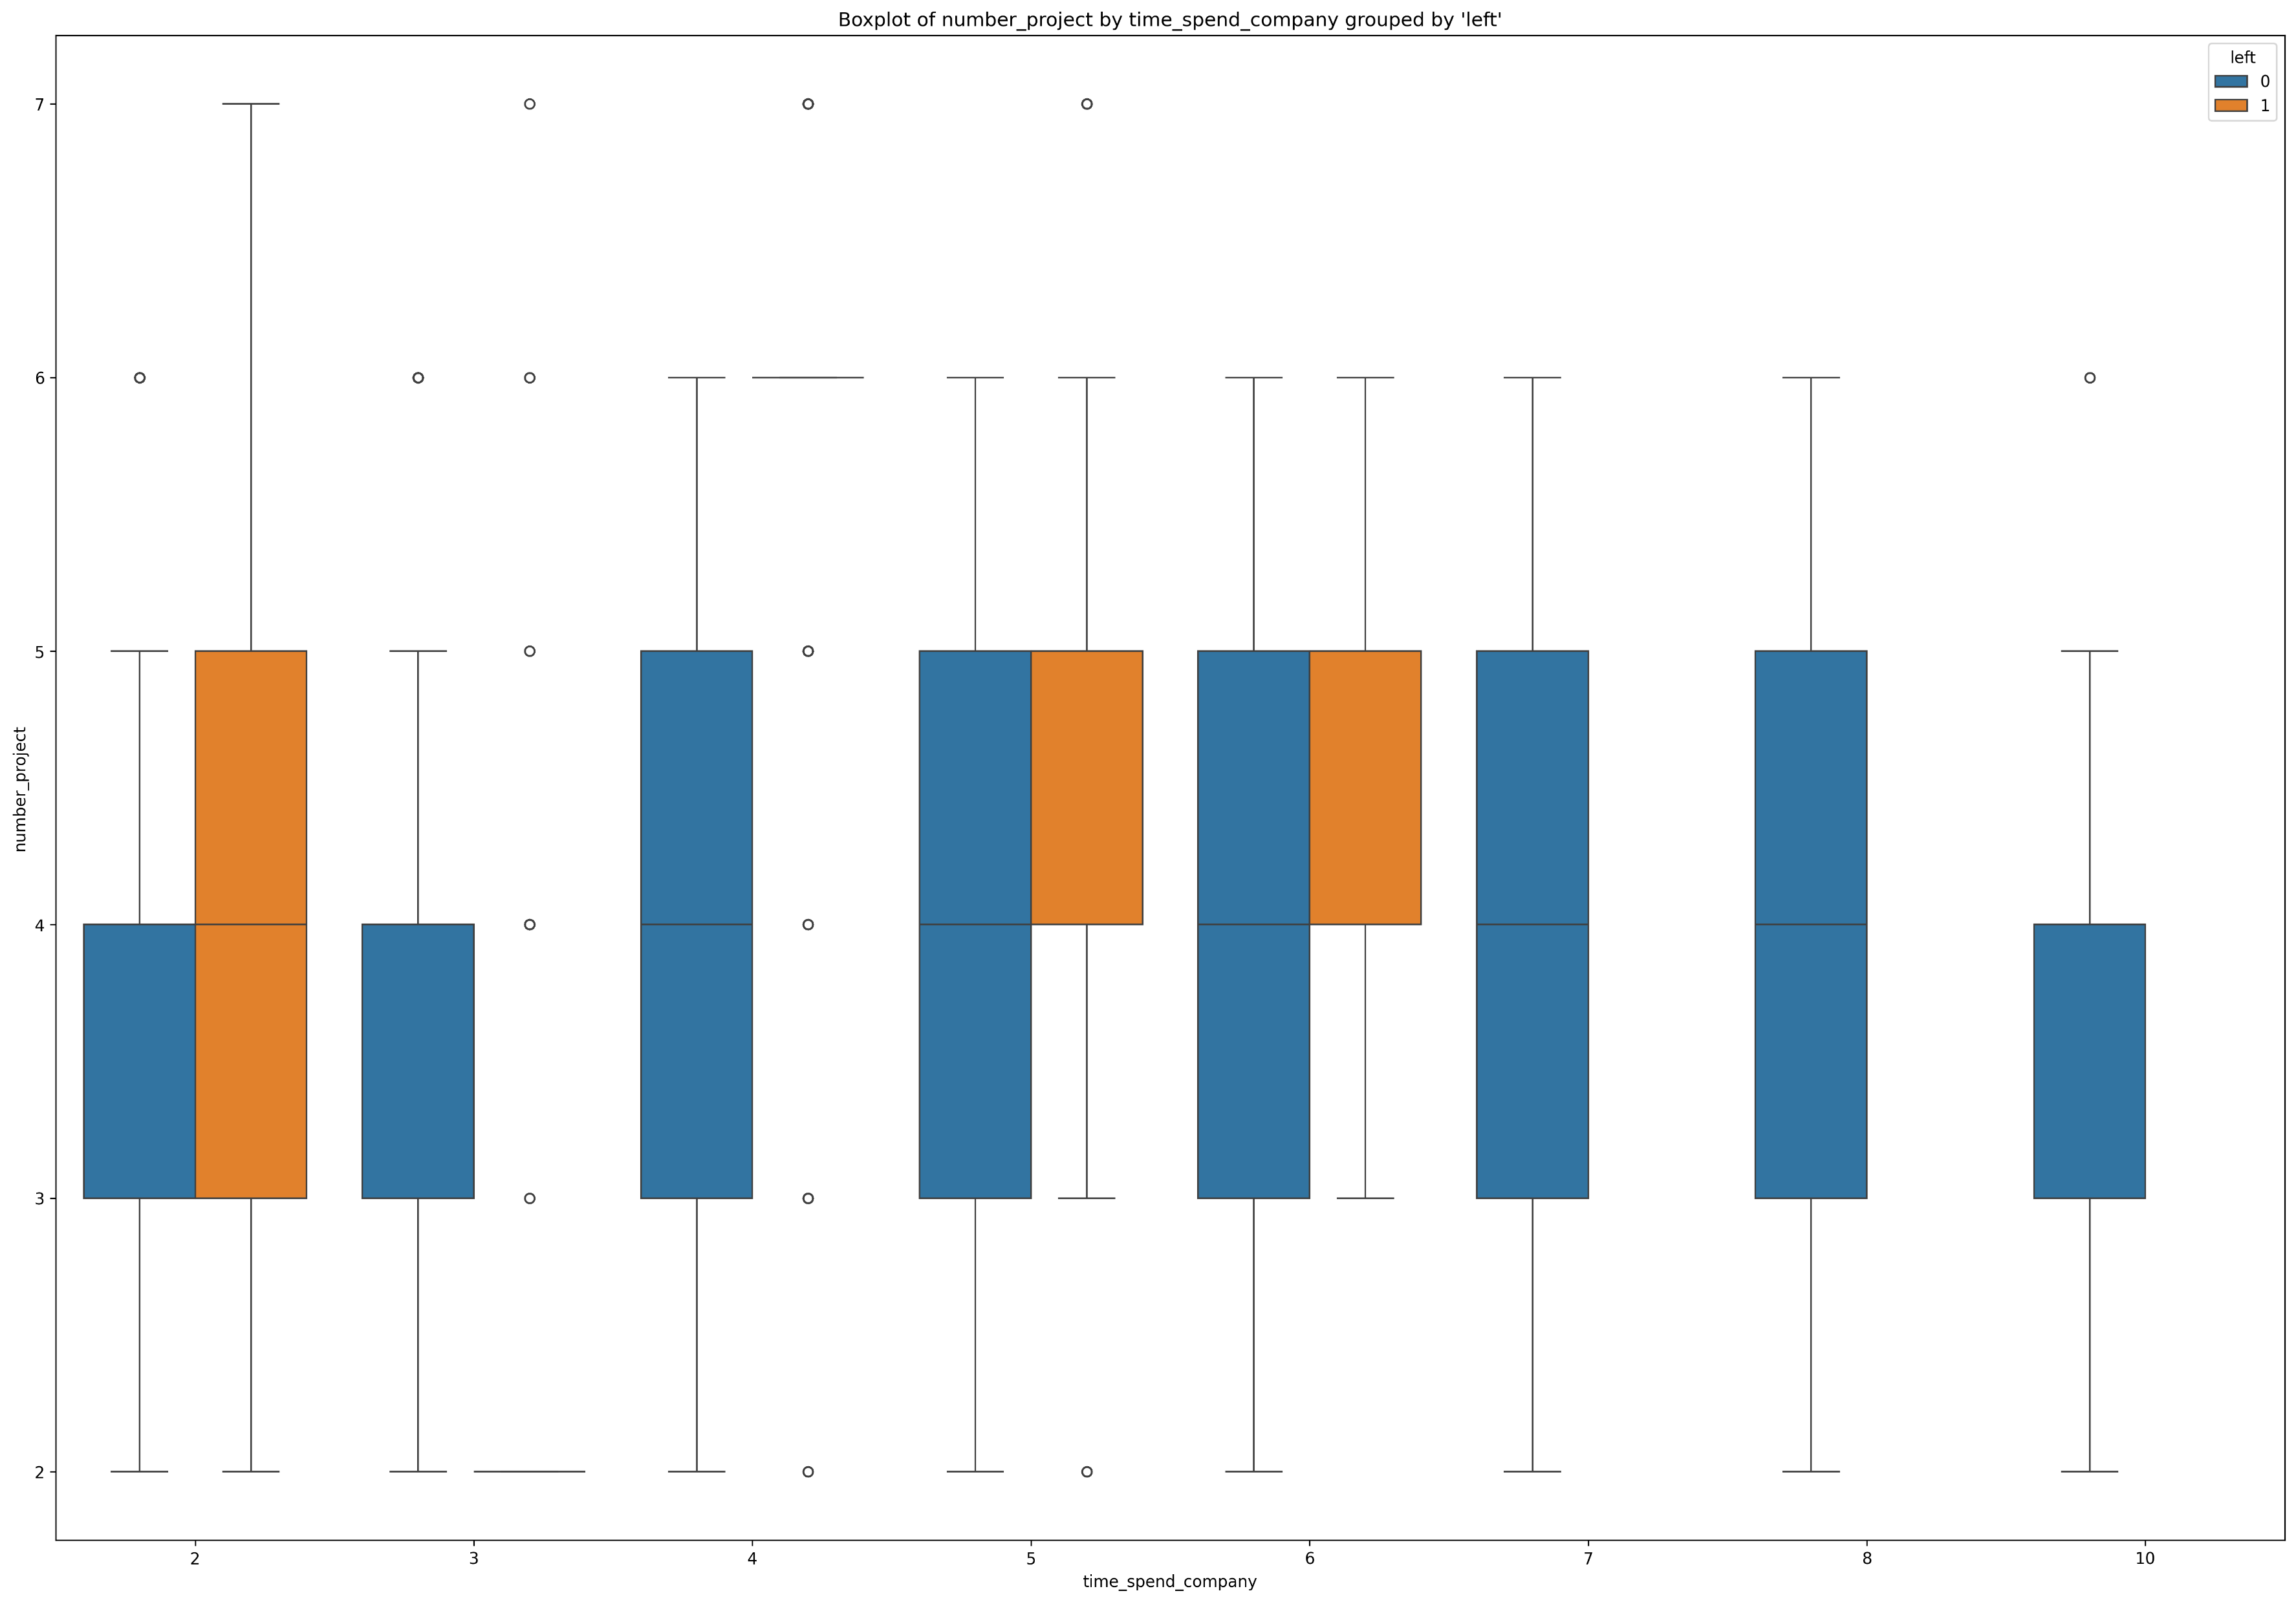 Boxplot of number_project by time_spend_company grouped by 'left'
left
0
1
7
6
5
4
3
2
number_project
2 3 4 5 6 7 8 10
time_spend_company